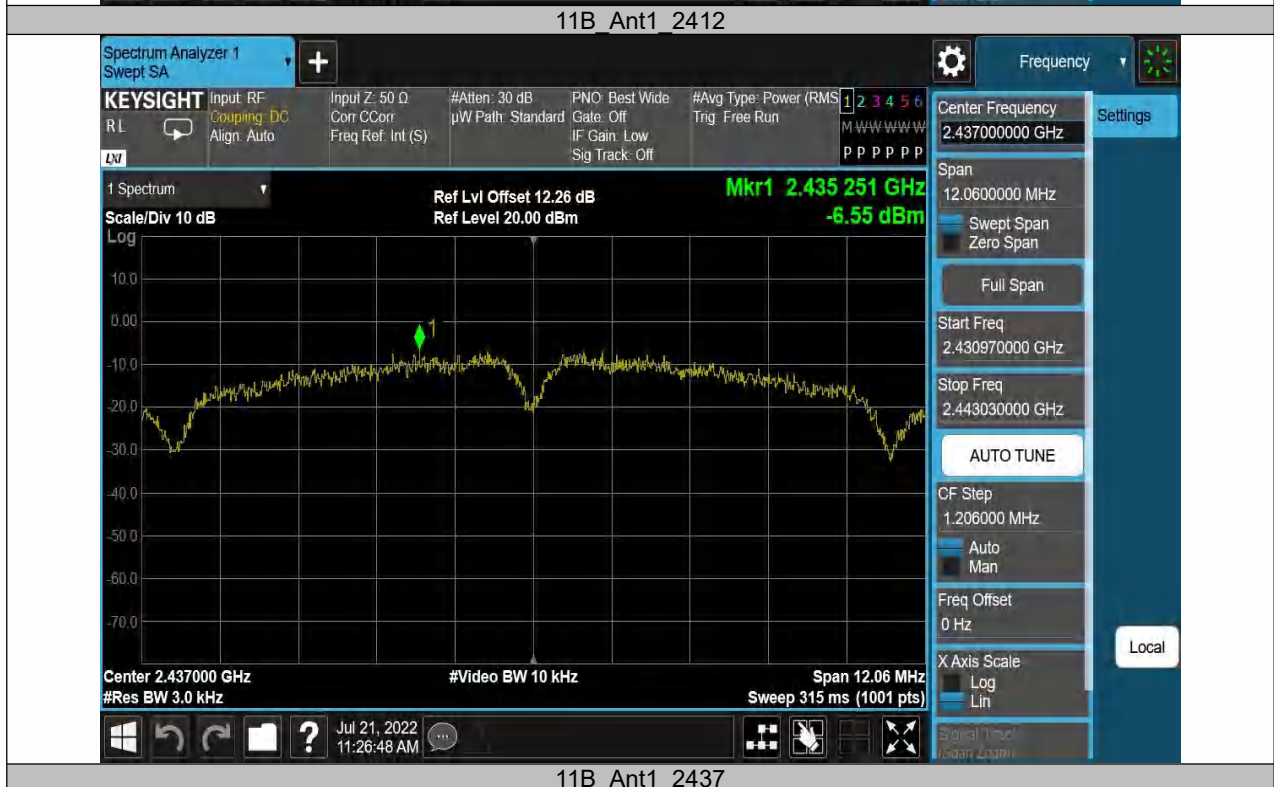 11B_Ant1_2412
Spectrum Analyzer 1
Swept SA
Frequency
KEYSIGHT
RL
LXI
Input: RF
Coupling: DC
Align: Auto
Input Z: 50 Ω
Corr CCorr
Freq Ref: Int (S)
#Atten: 30 dB
µW Path: Standard
PNO: Best Wide
Gate: Off
IF Gain: Low
Sig Track: Off
#Avg Type: Power (RMS
Trig: Free Run
1 2 3 4 5 6
M W W W W W
P P P P P P
Center Frequency
2.437000000 GHz
Settings
1 Spectrum
Scale/Div 10 dB
Log
Ref Lvl Offset 12.26 dB
Ref Level 20.00 dBm
Mkr1 2.435 251 GHz
-6.55 dBm
Span
12.0600000 MHz
Swept Span
Zero Span
Full Span
Start Freq
2.430970000 GHz
Stop Freq
2.443030000 GHz
AUTO TUNE
CF Step
1.206000 MHz
Auto
Man
Freq Offset
0 Hz
X Axis Scale
Log
Lin
Signal Track
(Span Zoom)
Local
10.0
0.00
-10.0
-20.0
-30.0
-40.0
-50.0
-60.0
-70.0
1
Center 2.437000 GHz
#Res BW 3.0 kHz
#Video BW 10 kHz
Span 12.06 MHz
Sweep 315 ms (1001 pts)
?
Jul 21, 2022
11:26:48 AM
11B_Ant1_2437